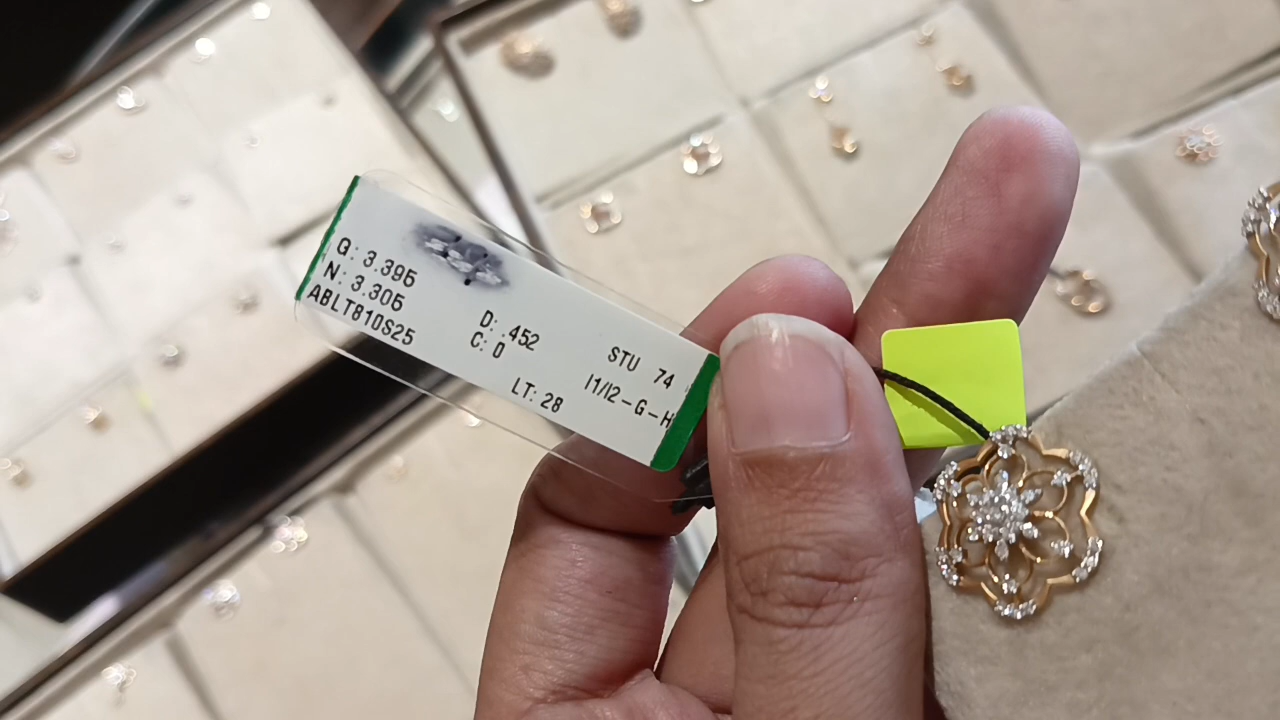 G: 3.395
N: 3.305
ABLT810S25
D: .452
C: 0
LT: 28
STU 74
I1/I2-G-H